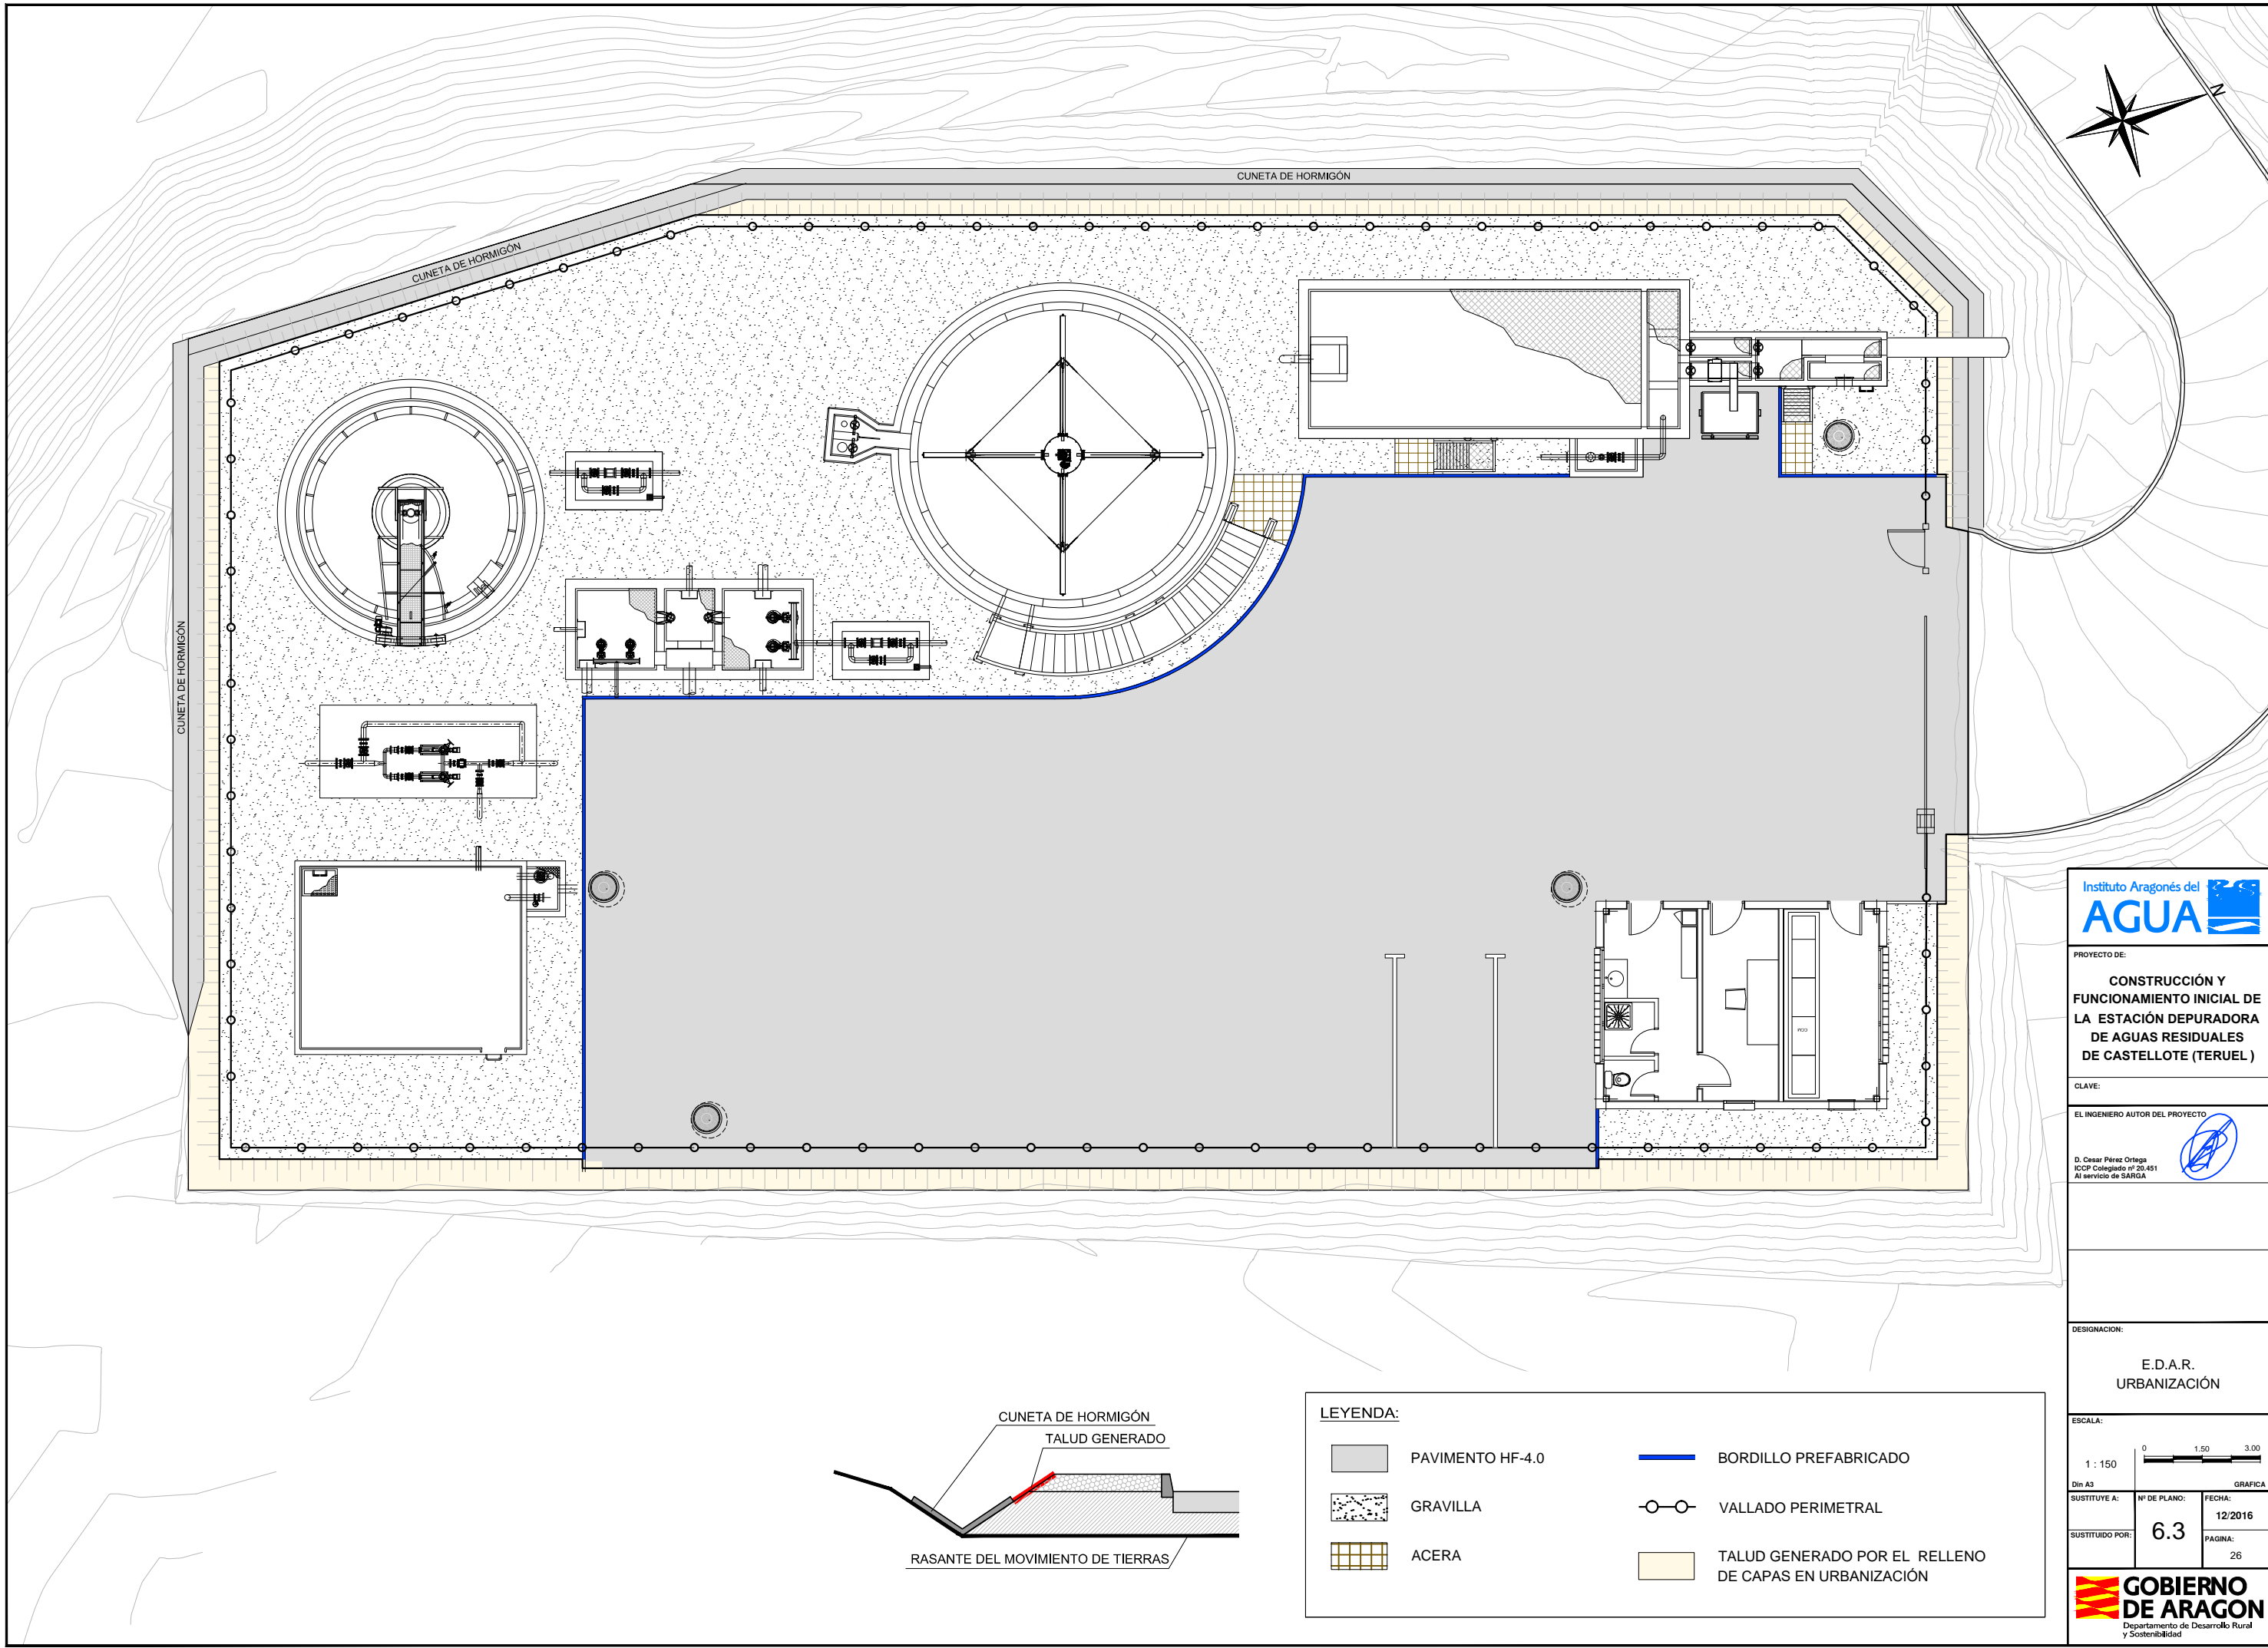 N
CUNETA DE HORMIGÓN
CUNETA DE HORMIGÓN
CUNETA DE HORMIGÓN
CUNETA DE HORMIGÓN
TALUD GENERADO
RASANTE DEL MOVIMIENTO DE TIERRAS
LEYENDA:
PAVIMENTO HF-4.0
GRAVILLA
ACERA
BORDILLO PREFABRICADO
VALLADO PERIMETRAL
TALUD GENERADO POR EL RELLENO
DE CAPAS EN URBANIZACIÓN
Instituto Aragonés del
AGUA
PROYECTO DE:
CONSTRUCCIÓN Y
FUNCIONAMIENTO INICIAL DE
LA ESTACIÓN DEPURADORA
DE AGUAS RESIDUALES
DE CASTELLOTE (TERUEL )
CLAVE:
EL INGENIERO AUTOR DEL PROYECTO
D. Cesar Pérez Ortega
ICCP Colegiado nº 20.451
Al servicio de SARGA
DESIGNACION:
E.D.A.R.
URBANIZACIÓN
ESCALA:
0 1.50 3.00
1 : 150
Din A3 GRAFICA
SUSTITUYE A:
SUSTITUIDO POR:
Nº DE PLANO:
6.3
FECHA:
12/2016
PAGINA:
26
GOBIERNO
DE ARAGON
Departamento de Desarrollo Rural
y Sostenibilidad